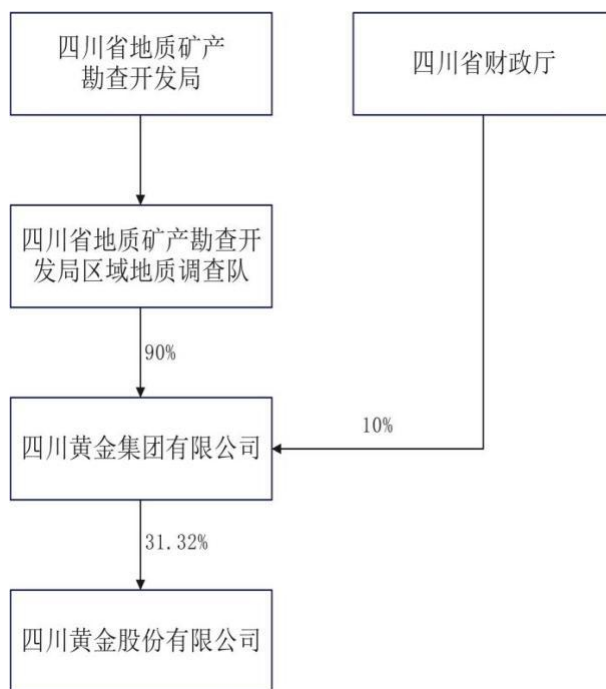 四川省地质矿产
勘查开发局
四川省财政厅
四川省地质矿产勘查开
发局区域地质调查队
90%
四川黄金集团有限公司
10%
31.32%
四川黄金股份有限公司